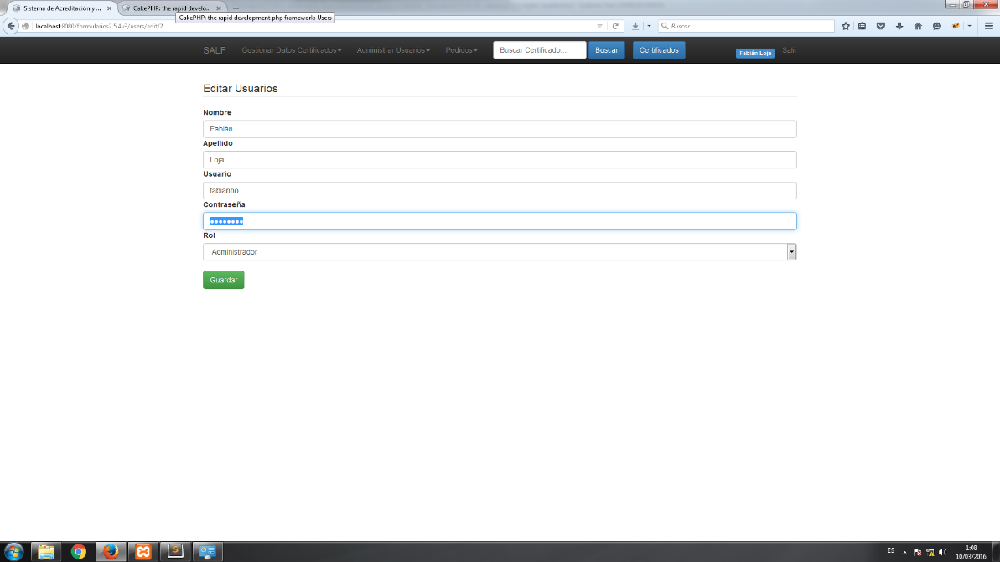 Sistema de Acreditación y ...
CakePHP: the rapid develo...
CakePHP: the rapid development php framework: Users
localhost:8080/formularios2.5.4v3/users/edit/2
Buscar
SALF
Gestionar Datos Certificados
Administrar Usuarios
Pedidos
Buscar Certificado...
Buscar
Certificados
Fabián Loja
Salir
Editar Usuarios
Nombre
Fabián
Apellido
Loja
Usuario
fabianho
Contraseña
••••••••
Rol
Administrador
Guardar
ES
1:08
10/03/2016